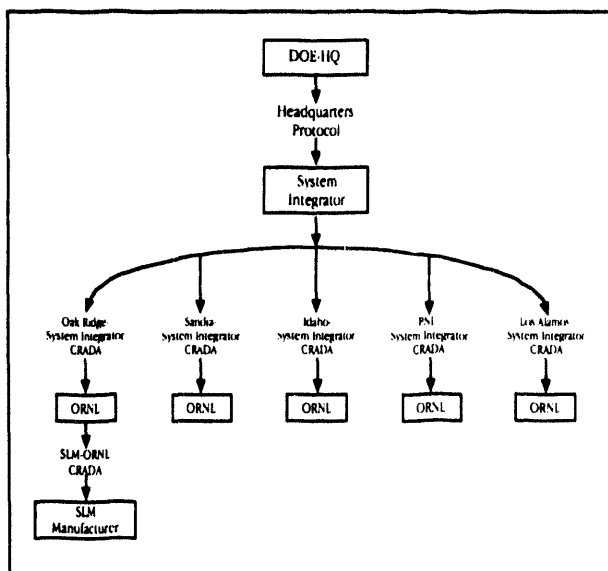 DOE-HQ
Headquarters
Protocol
System
Integrator
Oak Ridge-
System Integrator
CRADA
Sandia-
System Integrator
CRADA
Idaho-
System Integrator
CRADA
PNL
System Integrator
CRADA
Los Alamos
System Integrator
CRADA
ORNL
ORNL
ORNL
ORNL
ORNL
SLM-ORNL
CRADA
SLM
Manufacturer